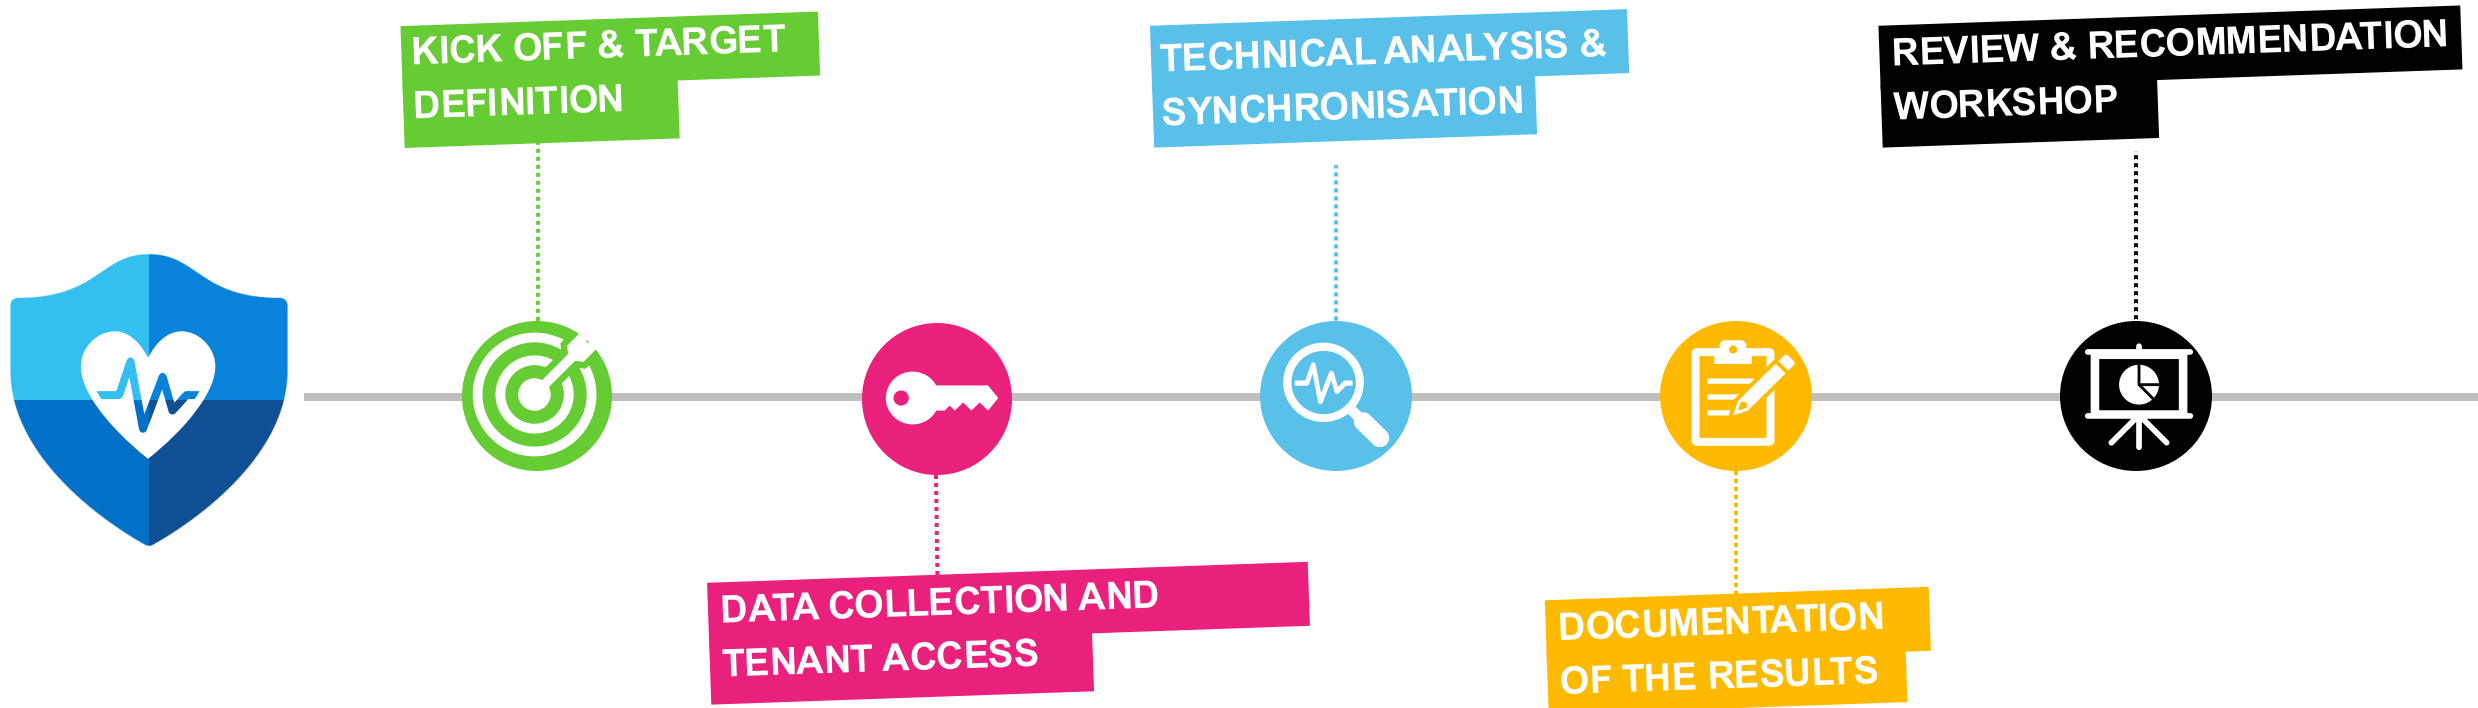 KICK OFF & TARGET
DEFINITION
DATA COLLECTION AND
TENANT ACCESS
TECHNICAL ANALYSIS &
SYNCHRONISATION
DOCUMENTATION
OF THE RESULTS
REVIEW & RECOMMENDATION
WORKSHOP